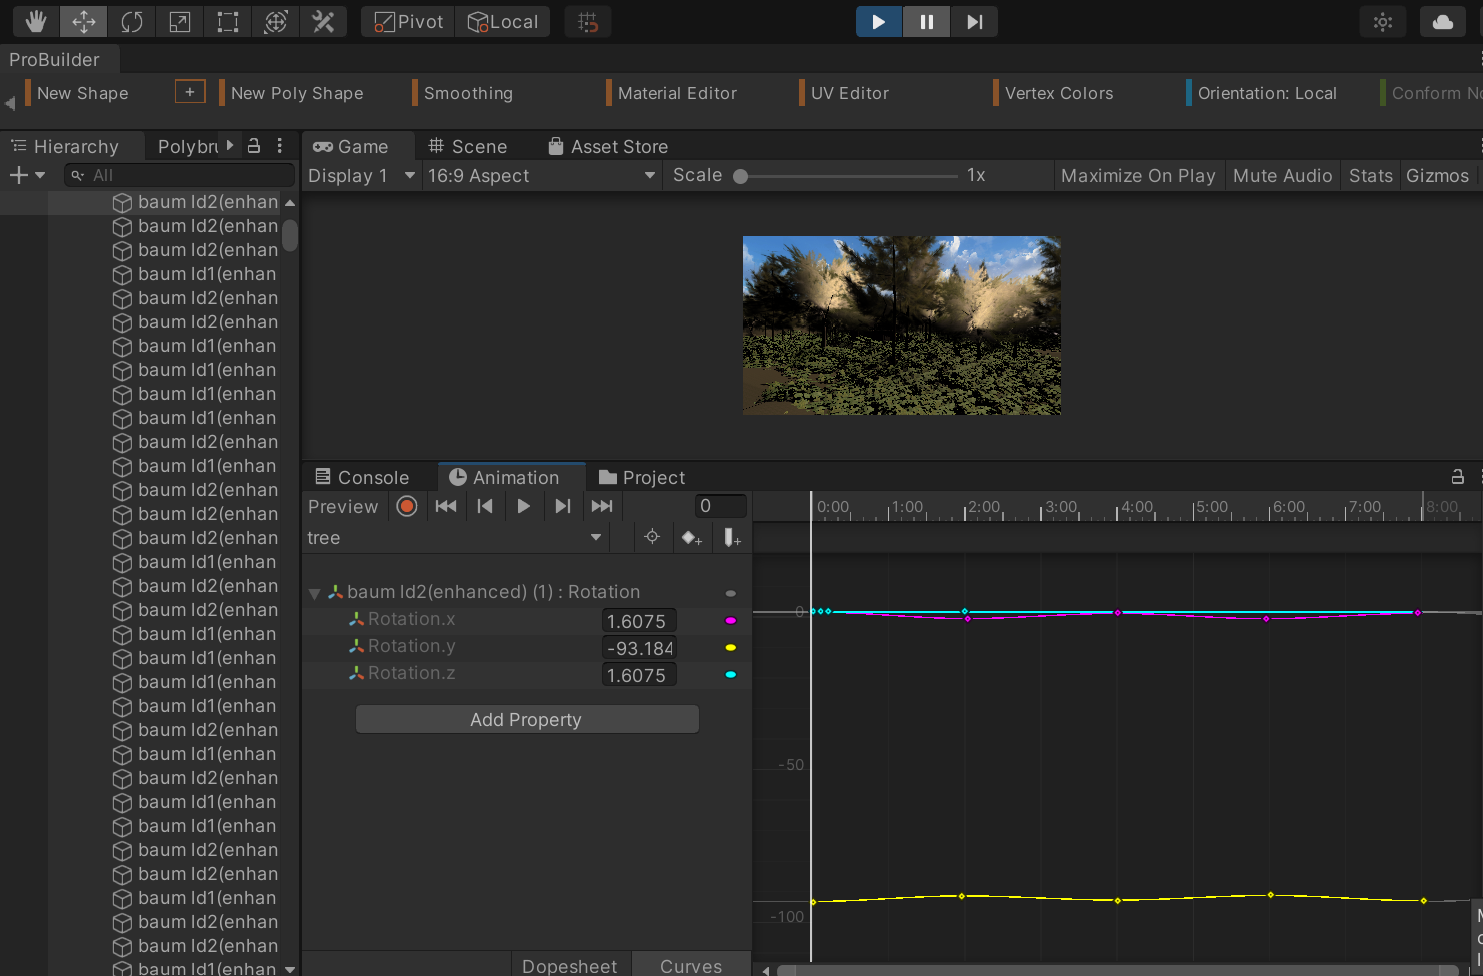 Pivot Local
ProBuilder
New Shape + New Poly Shape Smoothing Material Editor UV Editor Vertex Colors Orientation: Local Conform No
Hierarchy Polybru Game Scene Asset Store
All Display 1 16:9 Aspect Scale 1x Maximize On Play Mute Audio Stats Gizmos
baum ld2(enhan
baum ld2(enhan
baum ld2(enhan
baum ld1(enhan
baum ld2(enhan
baum ld2(enhan
baum ld1(enhan
baum ld1(enhan
baum ld1(enhan
baum ld1(enhan
baum ld2(enhan
baum ld1(enhan
baum ld2(enhan
baum ld2(enhan
baum ld2(enhan
baum ld1(enhan
baum ld2(enhan
baum ld2(enhan
baum ld1(enhan
baum ld1(enhan
baum ld1(enhan
baum ld1(enhan
baum ld2(enhan
baum ld1(enhan
baum ld2(enhan
baum ld1(enhan
baum ld1(enhan
baum ld2(enhan
baum ld2(enhan
baum ld1(enhan
baum ld2(enhan
baum ld2(enhan
baum ld1(enhan
Console Animation Project
Preview 0 0:00 1:00 2:00 3:00 4:00 5:00 6:00 7:00 8:00
tree
baum ld2(enhanced) (1) : Rotation
Rotation.x 1.6075
Rotation.y -93.184
Rotation.z 1.6075
Add Property
0
-50
-100
Dopesheet Curves